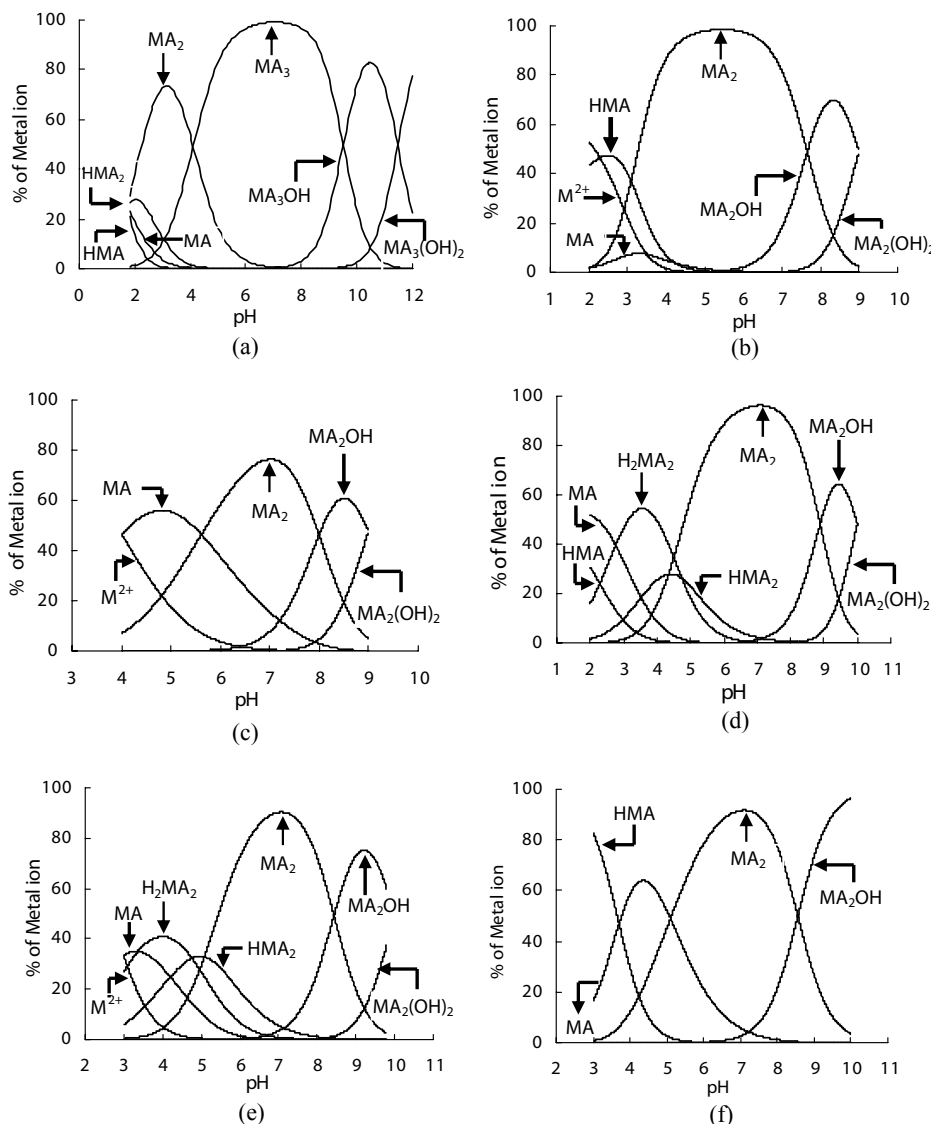 % of Metal ion
100
80
60
40
20
0
0
1
2
3
4
5
6
7
8
9
10
11
12
pH
MA₂
MA₃
HMA₂
HMA
MA
MA₃OH
MA₃(OH)₂
(a)
% of Metal ion
100
80
60
40
20
0
1
2
3
4
5
6
7
8
9
10
pH
HMA
M²⁺
MA
MA₂
MA₂OH
MA₂(OH)₂
(b)
% of Metal ion
100
80
60
40
20
0
3
4
5
6
7
8
9
10
11
pH
MA
M²⁺
MA₂
MA₂OH
MA₂(OH)₂
(c)
% of Metal ion
100
80
60
40
20
0
1
2
3
4
5
6
7
8
9
10
11
pH
MA
HMA
H₂MA₂
HMA₂
MA₂
MA₂OH
MA₂(OH)₂
(d)
% of Metal ion
100
80
60
40
20
0
2
3
4
5
6
7
8
9
10
11
pH
MA
M²⁺
H₂MA₂
HMA₂
MA₂
MA₂OH
MA₂(OH)₂
(e)
% of Metal ion
100
80
60
40
20
0
2
3
4
5
6
7
8
9
10
11
pH
HMA
MA
MA₂
MA₂OH
(f)